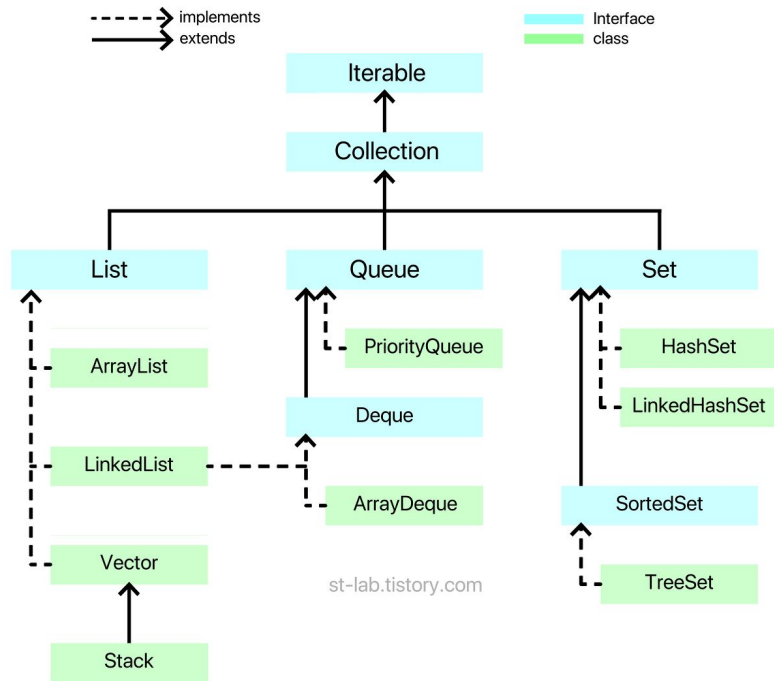 implements
extends
Interface
class
Iterable
Collection
List
Queue
Set
PriorityQueue
HashSet
ArrayList
LinkedHashSet
Deque
LinkedList
ArrayDeque
SortedSet
Vector
TreeSet
st-lab.tistory.com
Stack